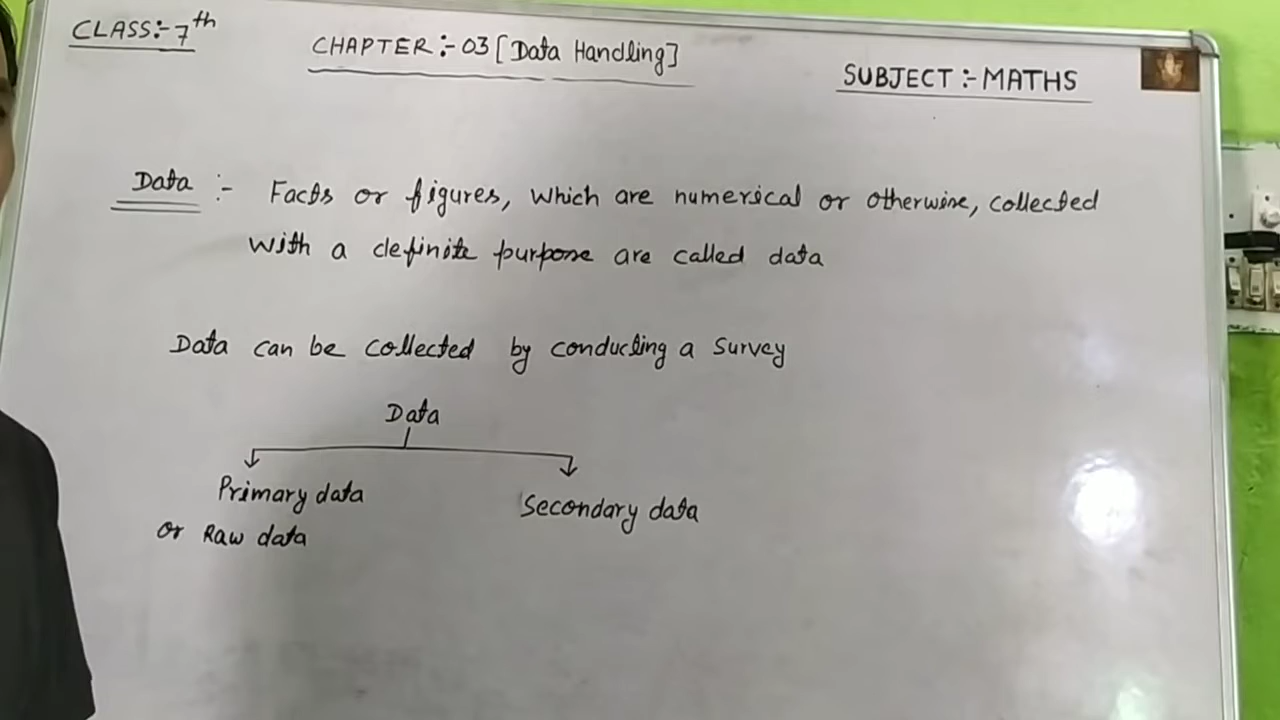 CLASS:- 7th
CHAPTER:- 03 [Data Handling]
SUBJECT:- MATHS
Data :- Facts or figures, which are numerical or otherwise, collected
with a definite purpose are called data
Data can be collected by conducting a survey
Data
Primary data
or Raw data
Secondary data